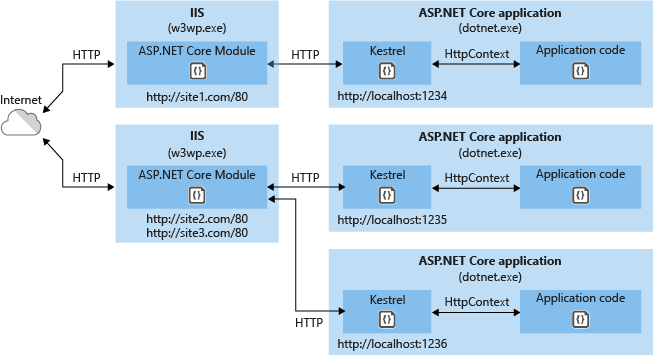 IIS
(w3wp.exe)
ASP.NET Core Module
{}
http://site1.com/80
HTTP
HTTP
ASP.NET Core application
(dotnet.exe)
Kestrel
{}
HttpContext
Application code
{}
http://localhost:1234
Internet
IIS
(w3wp.exe)
ASP.NET Core Module
{}
http://site2.com/80
http://site3.com/80
HTTP
HTTP
ASP.NET Core application
(dotnet.exe)
Kestrel
{}
HttpContext
Application code
{}
http://localhost:1235
HTTP
ASP.NET Core application
(dotnet.exe)
Kestrel
{}
HttpContext
Application code
{}
http://localhost:1236